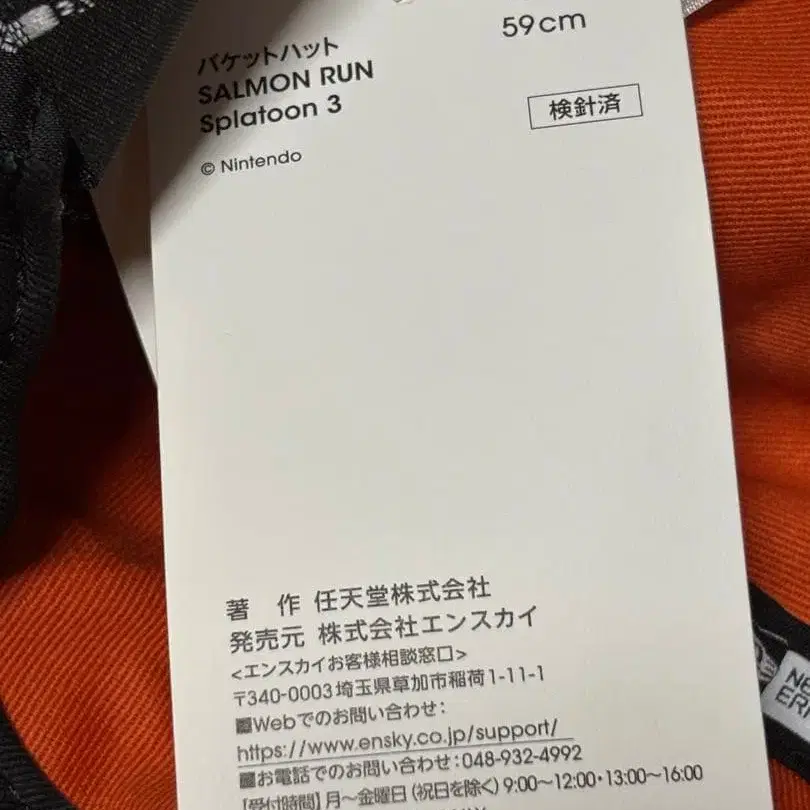 59cm
バケットハット
SALMON RUN
Splatoon 3
検針済
© Nintendo
著 作 任天堂株式会社
発売元 株式会社エンスカイ
<エンスカイお客様相談窓口>
〒340-0003 埼玉県草加市稲荷1-11-1
■Webでのお問い合わせ:
https://www.ensky.co.jp/support/
■お電話でのお問い合わせ:048-932-4992
【受付時間】月～金曜日(祝日を除く)9:00～12:00・13:00～16:00